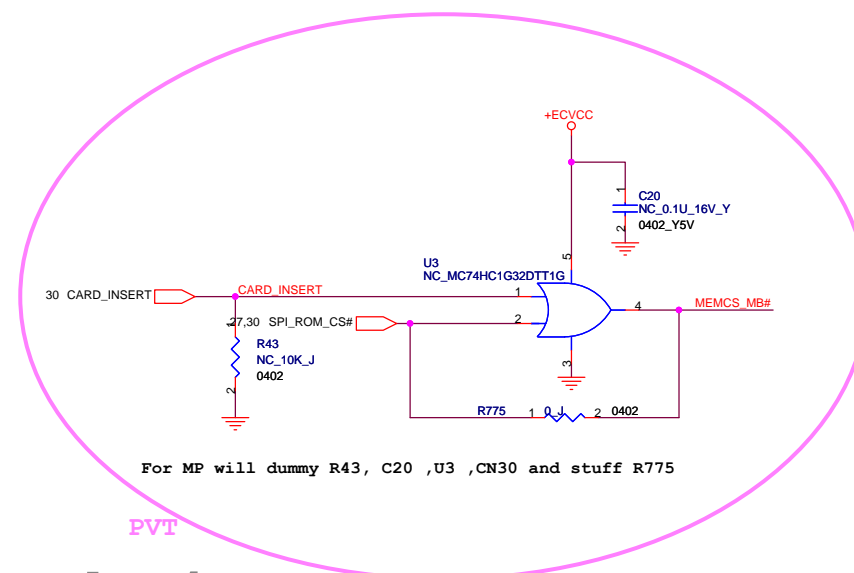 +ECVCC
1
C20
NC_0.1U_16V_Y
2
0402_Y5V
5
U3
NC_MC74HC1G32DTT1G
30 CARD_INSERT
CARD_INSERT
1
4
MEMCS_MB#
1
27,30 SPI_ROM_CS#
2
R43
NC_10K_J
0402
2
3
R775 1 0_J 2 0402
For MP will dummy R43, C20 ,U3 ,CN30 and stuff R775
PVT